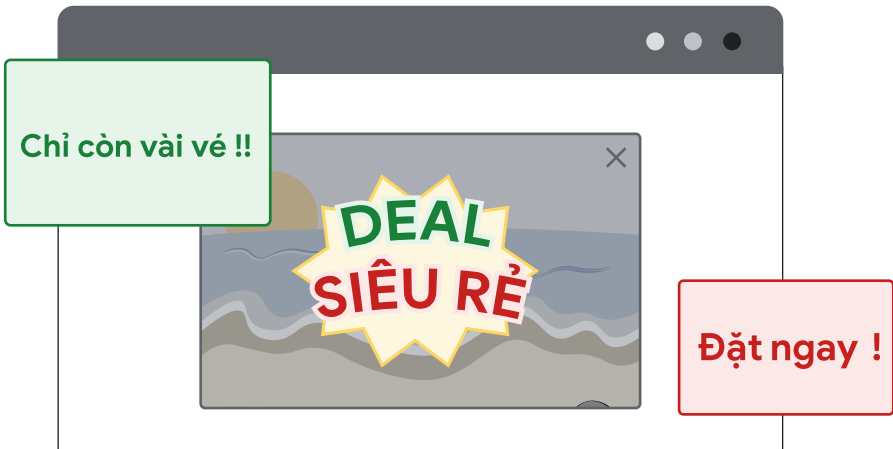 Chỉ còn vài vé !!
DEAL
SIÊU RẺ
Đặt ngay !